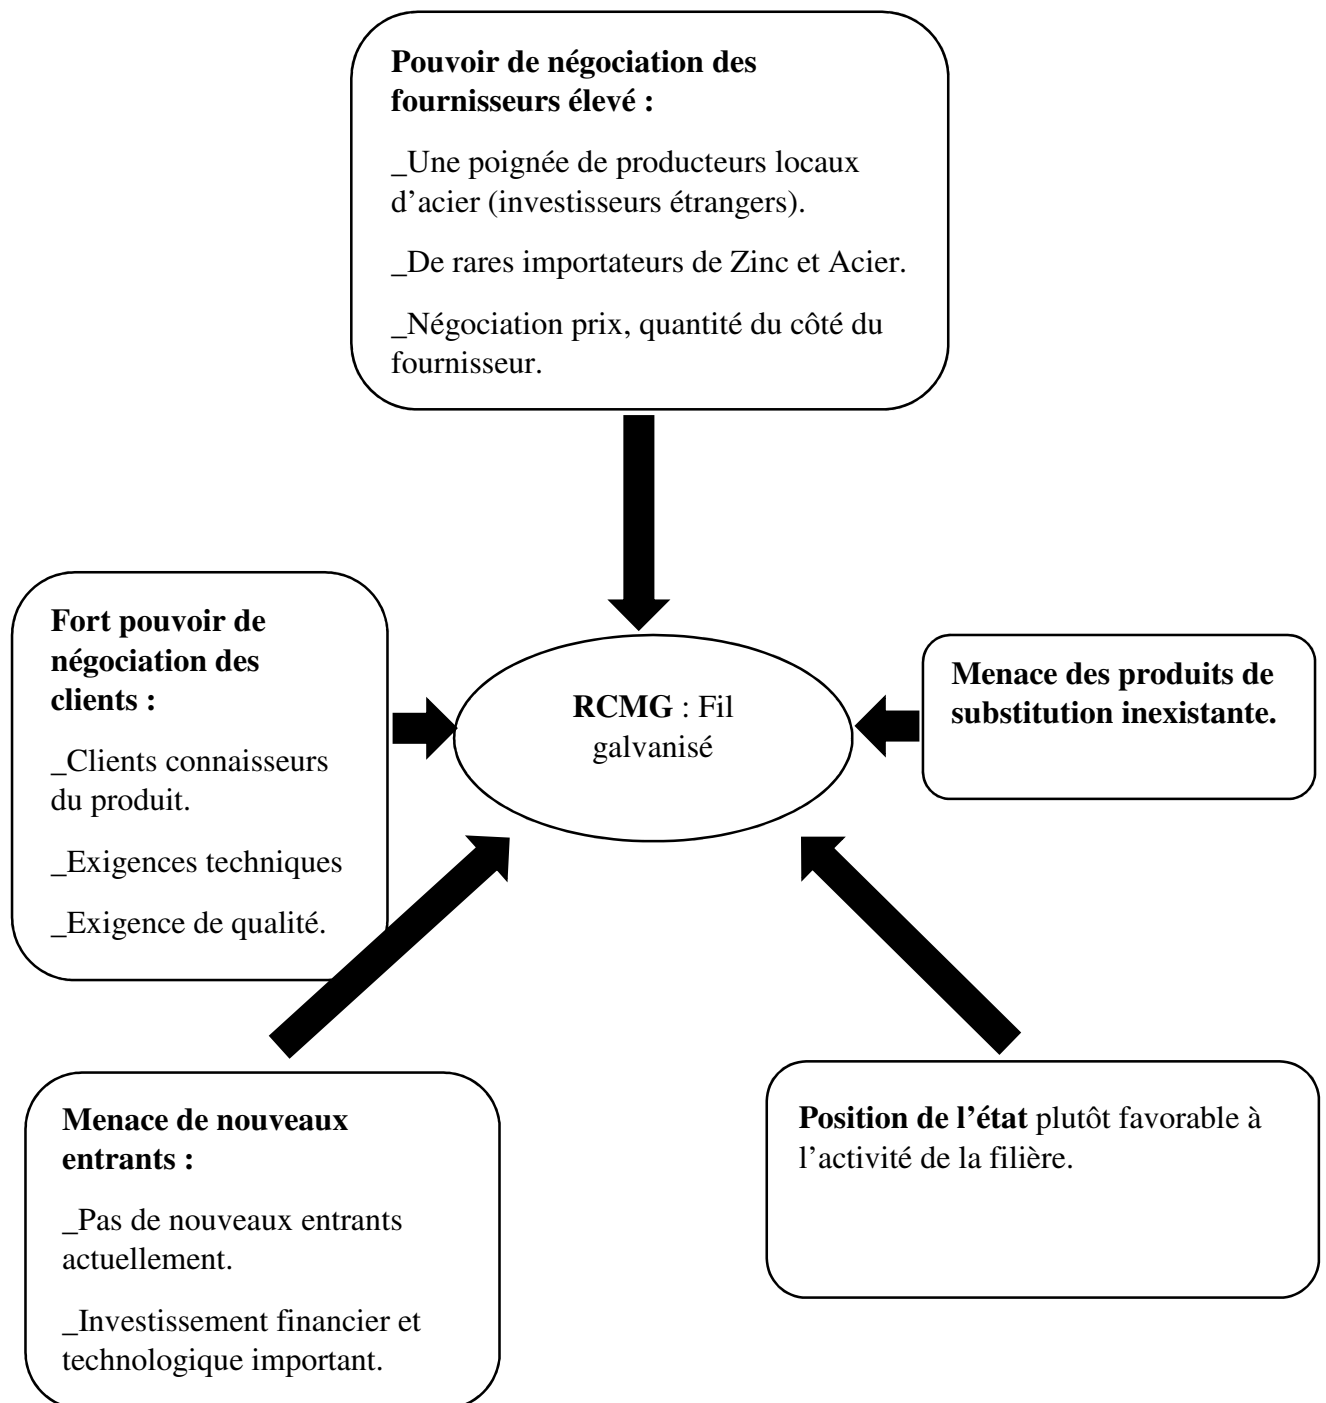 Pouvoir de négociation des
fournisseurs élevé :
_Une poignée de producteurs locaux
d’acier (investisseurs étrangers).
_De rares importateurs de Zinc et Acier.
_Négociation prix, quantité du côté du
fournisseur.
Fort pouvoir de
négociation des
clients :
_Clients connaisseurs
du produit.
_Exigences techniques
_Exigence de qualité.
RCMG : Fil
galvanisé
Menace des produits de
substitution inexistante.
Menace de nouveaux
entrants :
_Pas de nouveaux entrants
actuellement.
_Investissement financier et
technologique important.
Position de l’état plutôt favorable à
l’activité de la filière.